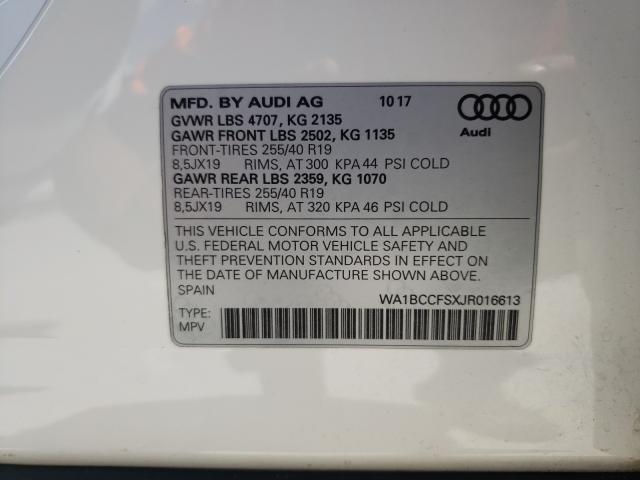 MFD. BY AUDI AG 10 17
GVWR LBS 4707, KG 2135
GAWR FRONT LBS 2502, KG 1135
Audi
FRONT-TIRES 255/40 R19
8,5JX19 RIMS, AT 300 KPA 44 PSI COLD
GAWR REAR LBS 2359, KG 1070
REAR-TIRES 255/40 R19
8,5JX19 RIMS, AT 320 KPA 46 PSI COLD
THIS VEHICLE CONFORMS TO ALL APPLICABLE
U.S. FEDERAL MOTOR VEHICLE SAFETY AND
THEFT PREVENTION STANDARDS IN EFFECT ON
THE DATE OF MANUFACTURE SHOWN ABOVE.
SPAIN WA1BCCFSXJR016613
TYPE:
MPV